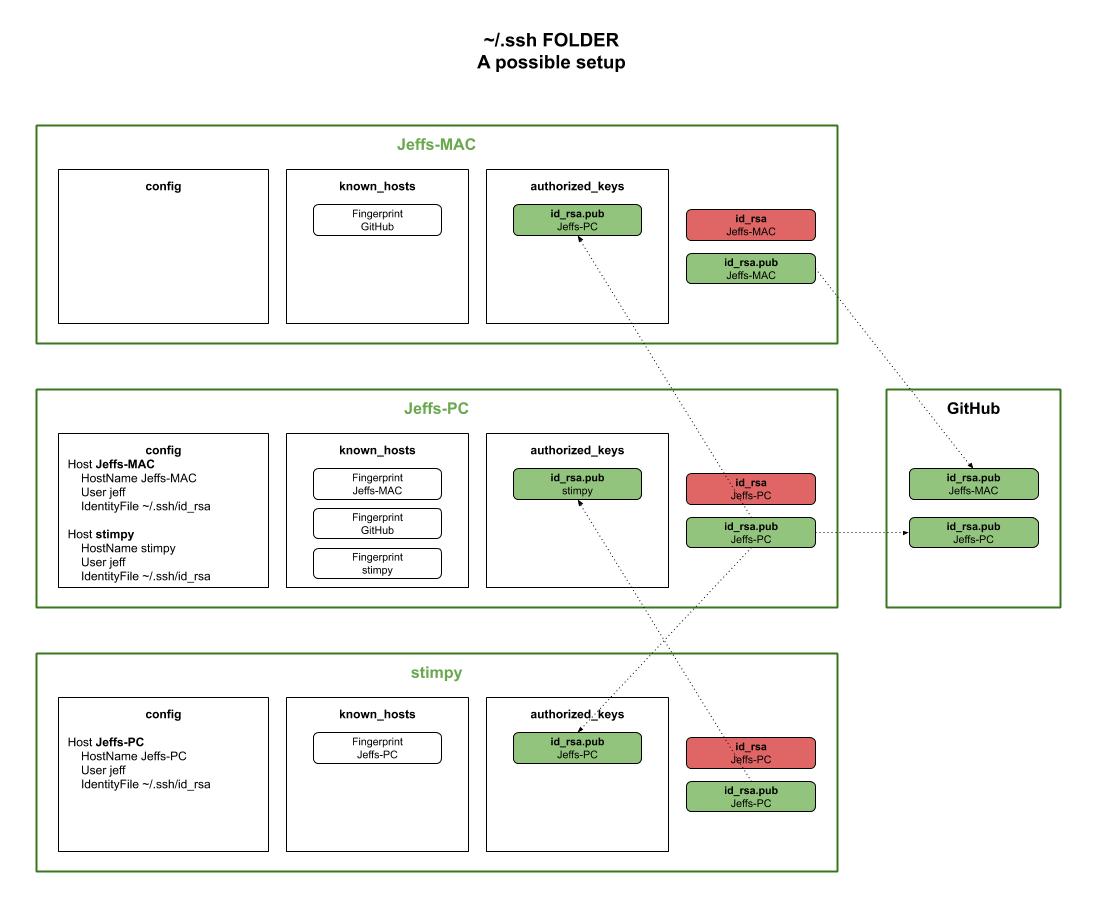 ~/.ssh FOLDER
A possible setup
Jeffs-MAC
config
known_hosts
Fingerprint
GitHub
authorized_keys
id_rsa.pub
Jeffs-PC
id_rsa
Jeffs-MAC
id_rsa.pub
Jeffs-MAC
Jeffs-PC
config
Host Jeffs-MAC
HostName Jeffs-MAC
User jeff
IdentityFile ~/.ssh/id_rsa
Host stimpy
HostName stimpy
User jeff
IdentityFile ~/.ssh/id_rsa
known_hosts
Fingerprint
Jeffs-MAC
Fingerprint
GitHub
Fingerprint
stimpy
authorized_keys
id_rsa.pub
stimpy
id_rsa
Jeffs-PC
id_rsa.pub
Jeffs-PC
GitHub
id_rsa.pub
Jeffs-MAC
id_rsa.pub
Jeffs-PC
stimpy
config
Host Jeffs-PC
HostName Jeffs-PC
User jeff
IdentityFile ~/.ssh/id_rsa
known_hosts
Fingerprint
Jeffs-PC
authorized_keys
id_rsa.pub
Jeffs-PC
id_rsa
Jeffs-PC
id_rsa.pub
Jeffs-PC